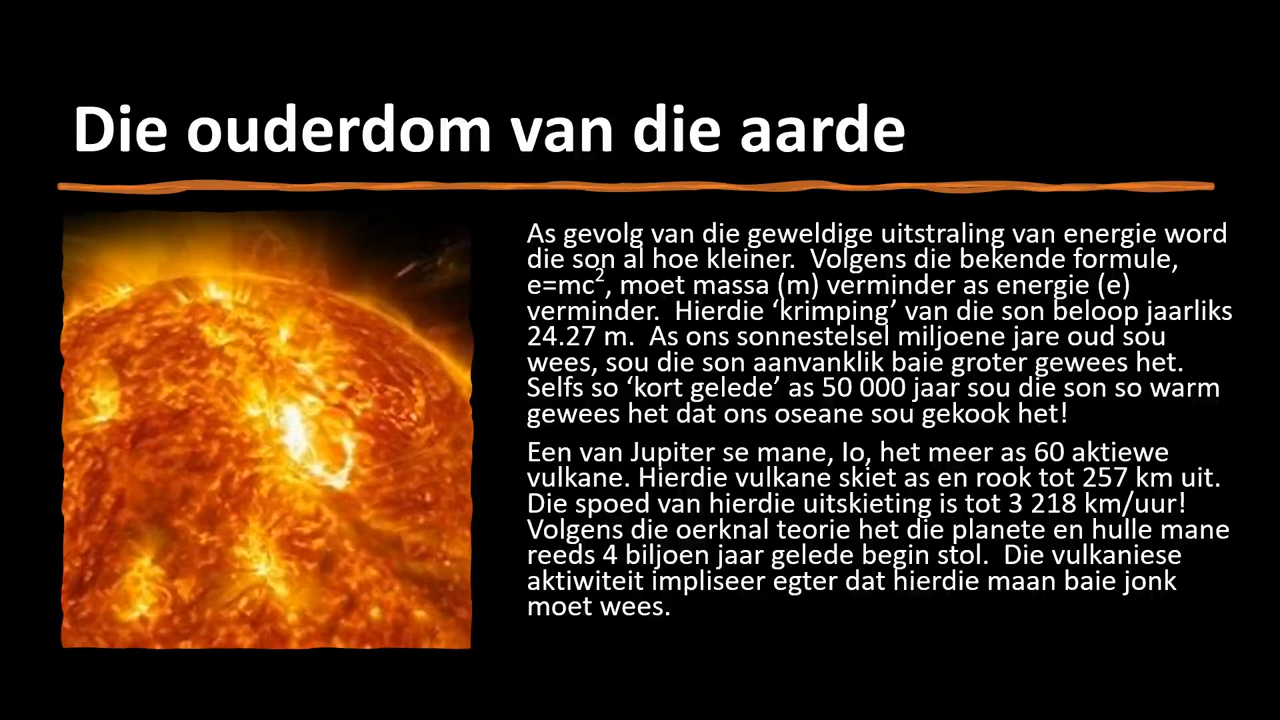 Die ouderdom van die aarde
As gevolg van die geweldige uitstraling van energie word
die son al hoe kleiner.  Volgens die bekende formule,
e=mc², moet massa (m) verminder as energie (e)
verminder.  Hierdie ‘krimping’ van die son beloop jaarliks
24.27 m.  As ons sonnestelsel miljoene jare oud sou
wees, sou die son aanvanklik baie groter gewees het.
Selfs so ‘kort gelede’ as 50 000 jaar sou die son so warm
gewees het dat ons oseane sou gekook het!
Een van Jupiter se mane, Io, het meer as 60 aktiewe
vulkane. Hierdie vulkane skiet as en rook tot 257 km uit.
Die spoed van hierdie uitskieting is tot 3 218 km/uur!
Volgens die oerknal teorie het die planete en hulle mane
reeds 4 biljoen jaar gelede begin stol.  Die vulkaniese
aktiwiteit impliseer egter dat hierdie maan baie jonk
moet wees.